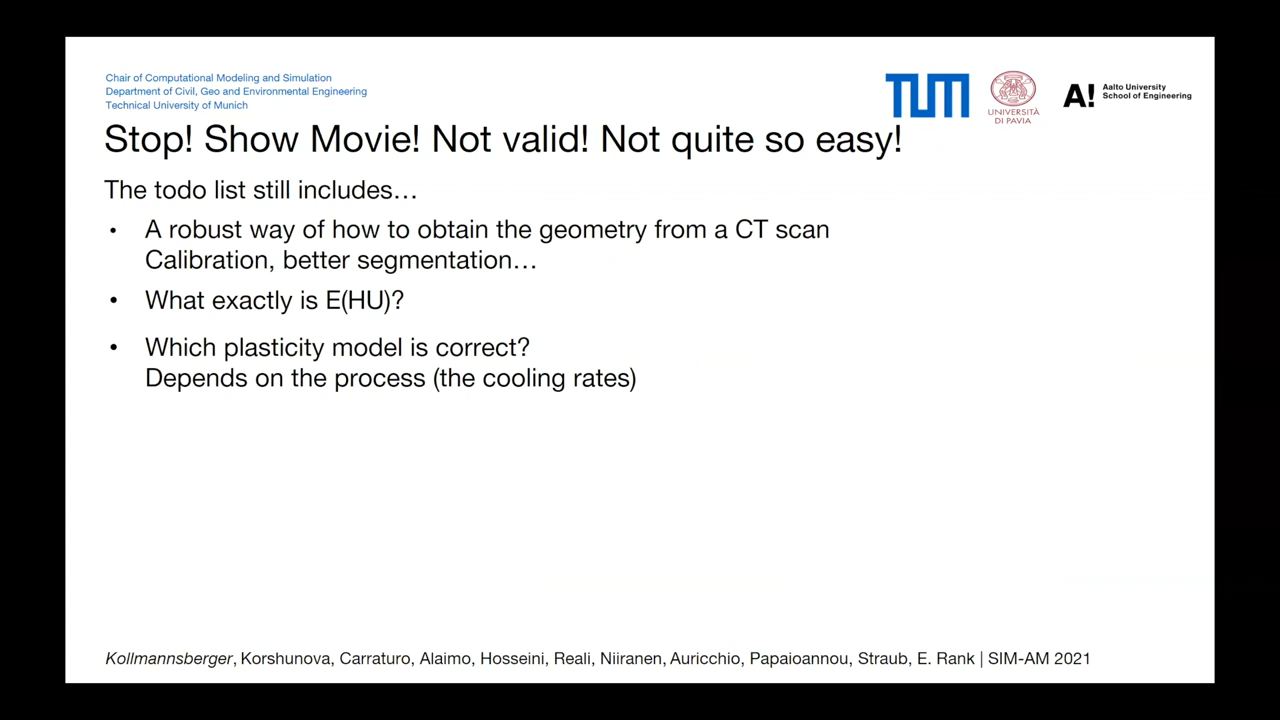 Chair of Computational Modeling and Simulation
Department of Civil, Geo and Environmental Engineering
Technical University of Munich
TUM
UNIVERSITÀ
DI PAVIA
A!
Aalto University
School of Engineering
Stop! Show Movie! Not valid! Not quite so easy!
The todo list still includes…
• A robust way of how to obtain the geometry from a CT scan
Calibration, better segmentation…
• What exactly is E(HU)?
• Which plasticity model is correct?
Depends on the process (the cooling rates)
Kollmannsberger, Korshunova, Carraturo, Alaimo, Hosseini, Reali, Niiranen, Auricchio, Papaioannou, Straub, E. Rank | SIM-AM 2021